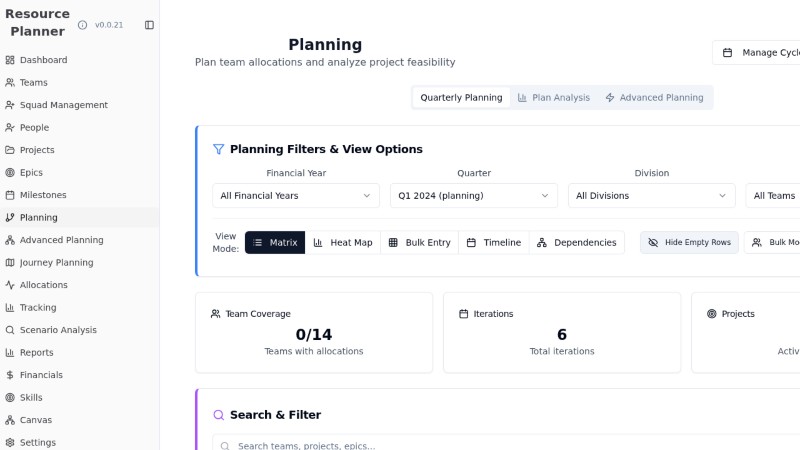 Resource
Planner
v0.0.21
Dashboard
Teams
Squad Management
People
Projects
Epics
Milestones
Planning
Advanced Planning
Journey Planning
Allocations
Tracking
Scenario Analysis
Reports
Financials
Skills
Canvas
Settings
Planning
Plan team allocations and analyze project feasibility
Manage Cycle
Quarterly Planning
Plan Analysis
Advanced Planning
Planning Filters & View Options
Financial Year
Quarter
Division
All Financial Years
Q1 2024 (planning)
All Divisions
All Teams
View
Mode:
Matrix
Heat Map
Bulk Entry
Timeline
Dependencies
Hide Empty Rows
Bulk Mo
Team Coverage
0/14
Teams with allocations
Iterations
6
Total iterations
Projects
Activ
Search & Filter
Search teams, projects, epics...